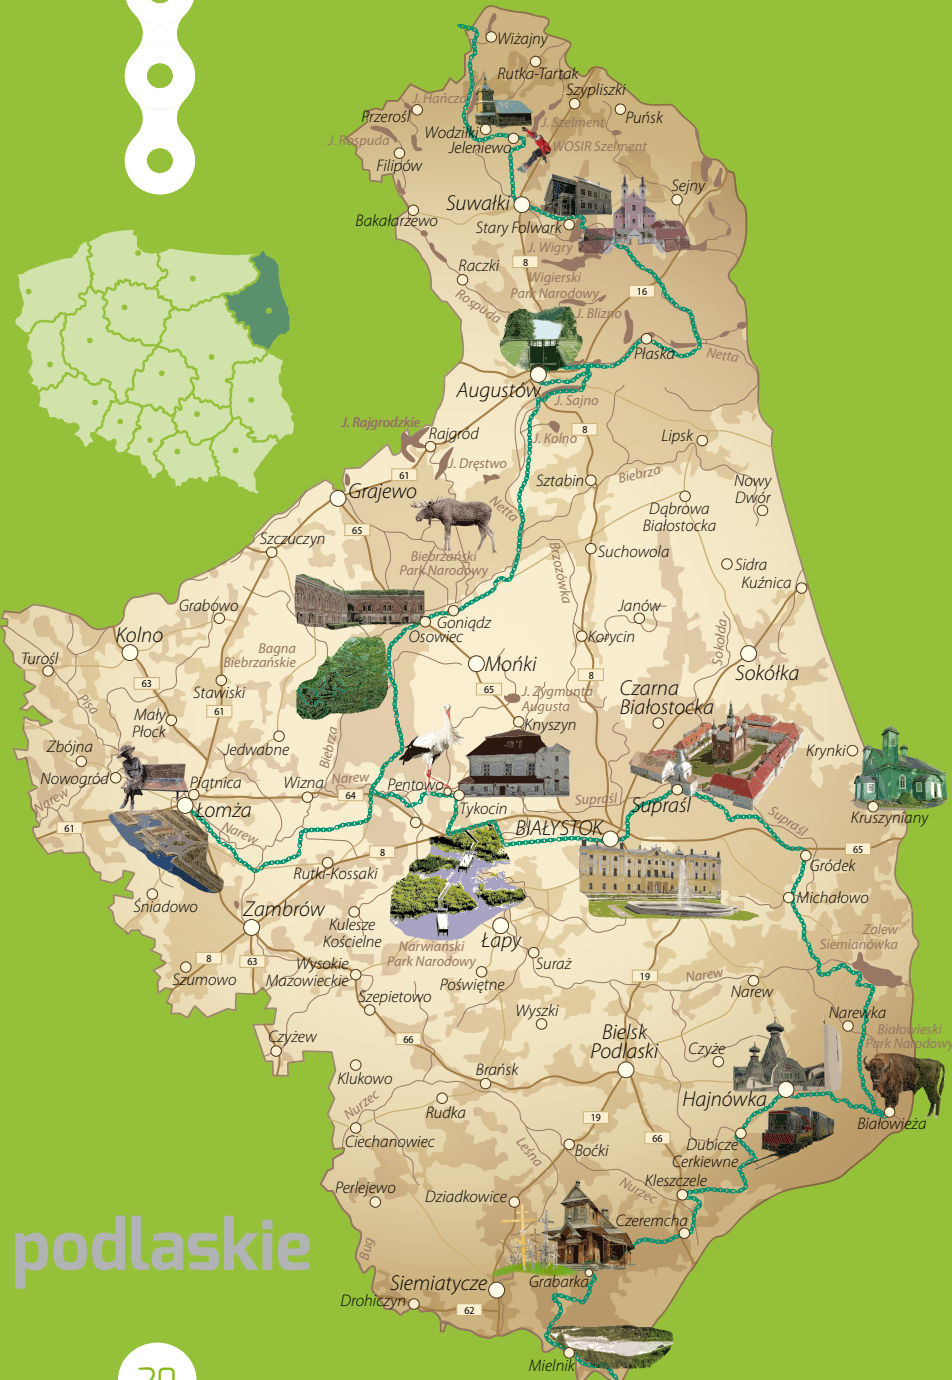 Wiżajny
Rutka-Tartak
Szypliszki
J. Hańcza
Przerośl
Puńsk
Wodziłki
J. Szelment
J. Rospuda
Jeleniewo
WOSIR Szelment
Filipów
Sejny
Suwałki
Bakałarzewo
Stary Folwark
J. Wigry
8
Raczki
Wigierski
Park Narodowy
16
Rospuda
J. Blizno
Płaska
Netta
Augustów
J. Sajno
J. Rajgrodzkie
Rajgród
J. Kolno
8
Lipsk
J. Dręstwo
61
Sztabin
Biebrza
Nowy
Dwór
Grajewo
Netta
Dąbrowa
Białostocka
65
Szczuczyn
Biebrzański
Park Narodowy
Brzozówka
Suchowola
Sidra
Kuźnica
Grabowo
Janów
Goniądz
Osowiec
Kolno
Korycin
Sokołda
Bagna
Biebrzańskie
Turośl
Mońki
Sokółka
63
Stawiski
65
8
J. Zygmunta
Augusta
Czarna
Białostocka
Pisa
61
Mały
Płock
Knyszyn
Zbójna
Jedwabne
Biebrza
Krynki
Nowogród
Piątnica
Wizna
Narew
Pentowo
64
Narew
Łomża
Tykocin
Supraśl
Supraśl
Supraśl
Kruszyniany
61
Narew
BIAŁYSTOK
65
8
Gródek
Rutki-Kossaki
Michałowo
Śniadowo
Zambrów
Kulesze
Kościelne
Łapy
Zalew
Siemianówka
Narwiański
Park Narodowy
8
63
Szumowo
Wysokie
Mazowieckie
Suraż
Poświętne
19
Narew
Narew
Szepietowo
Wyszki
Narewka
Czyżew
66
Bielsk
Podlaski
Czyże
Białowieski
Park Narodowy
Klukowo
Brańsk
Hajnówka
Nurzec
Rudka
19
Białowieża
Ciechanowiec
66
Leśna
Boćki
Dubicze
Cerkiewne
Kleszczele
Perlejewo
Dziadkowice
Nurzec
Czeremcha
podlaskie
Bug
Siemiatycze
Grabarka
Drohiczyn
62
Mielnik